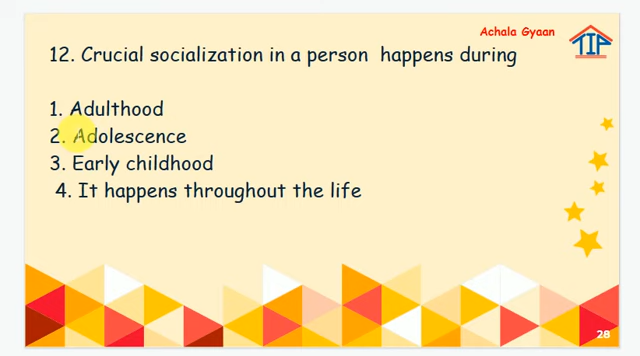 Achala Gyaan
TIP
12. Crucial socialization in a person happens during
1. Adulthood
2. Adolescence
3. Early childhood
4. It happens throughout the life
28